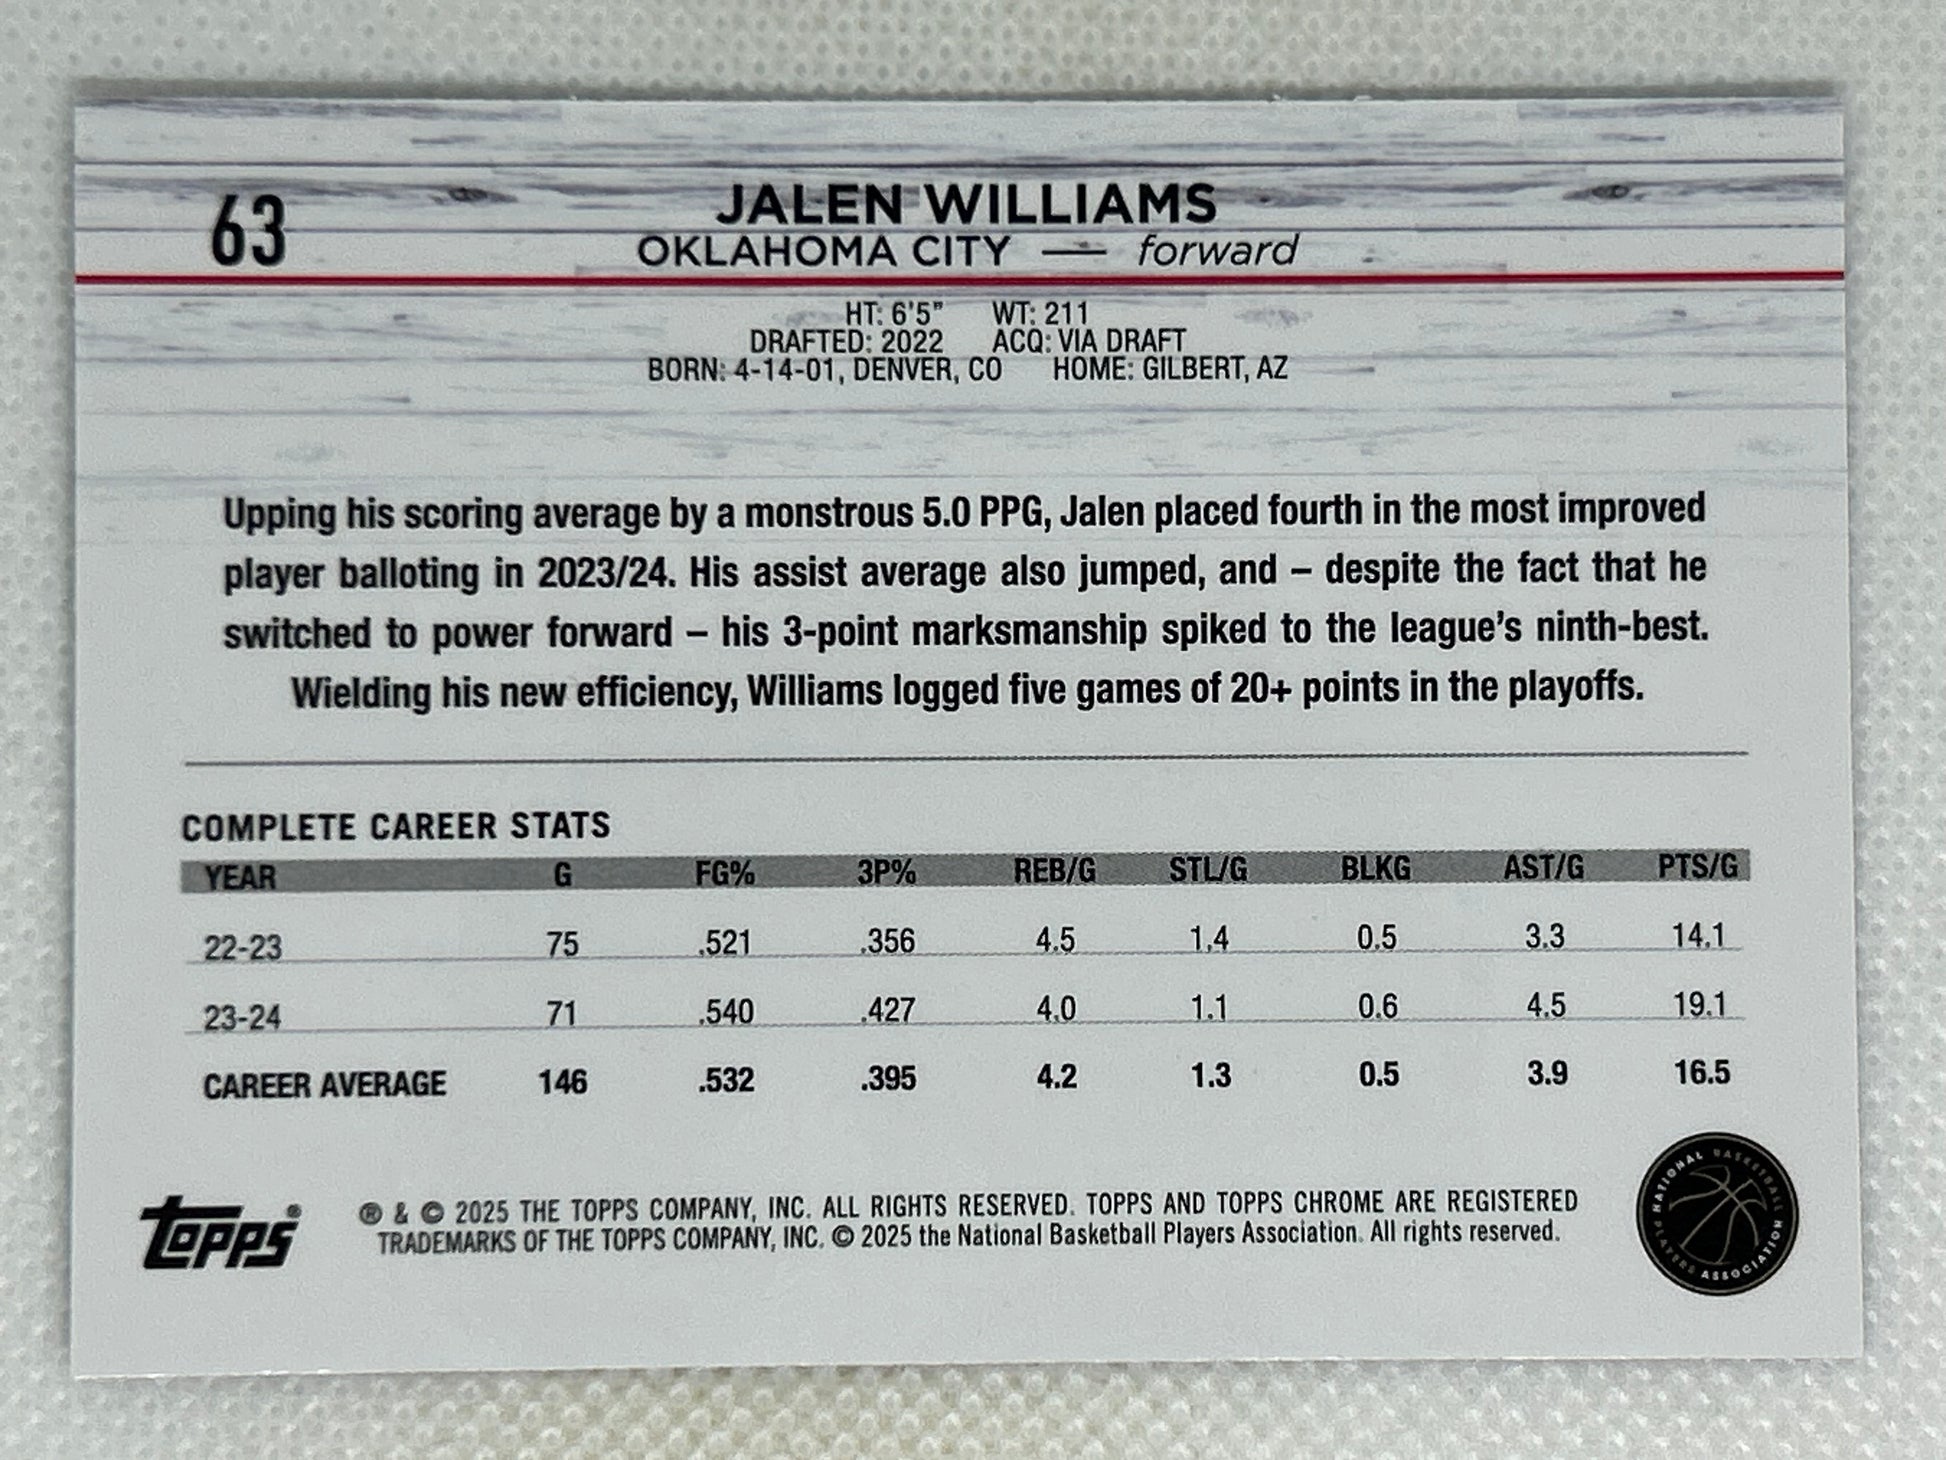 63
JALEN WILLIAMS
OKLAHOMA CITY — forward
HT: 6'5" WT: 211
DRAFTED: 2022 ACQ: VIA DRAFT
BORN: 4-14-01, DENVER, CO HOME: GILBERT, AZ
Upping his scoring average by a monstrous 5.0 PPG, Jalen placed fourth in the most improved
player balloting in 2023/24. His assist average also jumped, and – despite the fact that he
switched to power forward – his 3-point marksmanship spiked to the league's ninth-best.
Wielding his new efficiency, Williams logged five games of 20+ points in the playoffs.
COMPLETE CAREER STATS
YEAR G FG% 3P% REB/G STL/G BLKG AST/G PTS/G
22-23 75 .521 .356 4.5 1.4 0.5 3.3 14.1
23-24 71 .540 .427 4.0 1.1 0.6 4.5 19.1
CAREER AVERAGE 146 .532 .395 4.2 1.3 0.5 3.9 16.5
TOPPS®
® & © 2025 THE TOPPS COMPANY, INC. ALL RIGHTS RESERVED. TOPPS AND TOPPS CHROME ARE REGISTERED
TRADEMARKS OF THE TOPPS COMPANY, INC. © 2025 the National Basketball Players Association. All rights reserved.
NATIONAL BASKETBALL PLAYERS ASSOCIATION